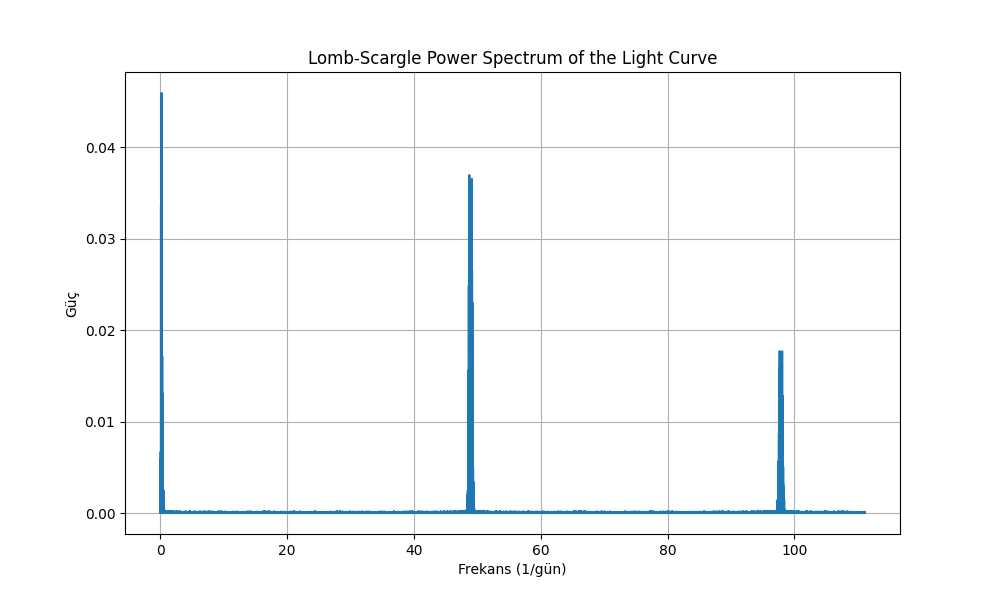 Lomb-Scargle Power Spectrum of the Light Curve
0.04
0.03
0.02
0.01
0.00
Güç
0 20 40 60 80 100
Frekans (1/gün)